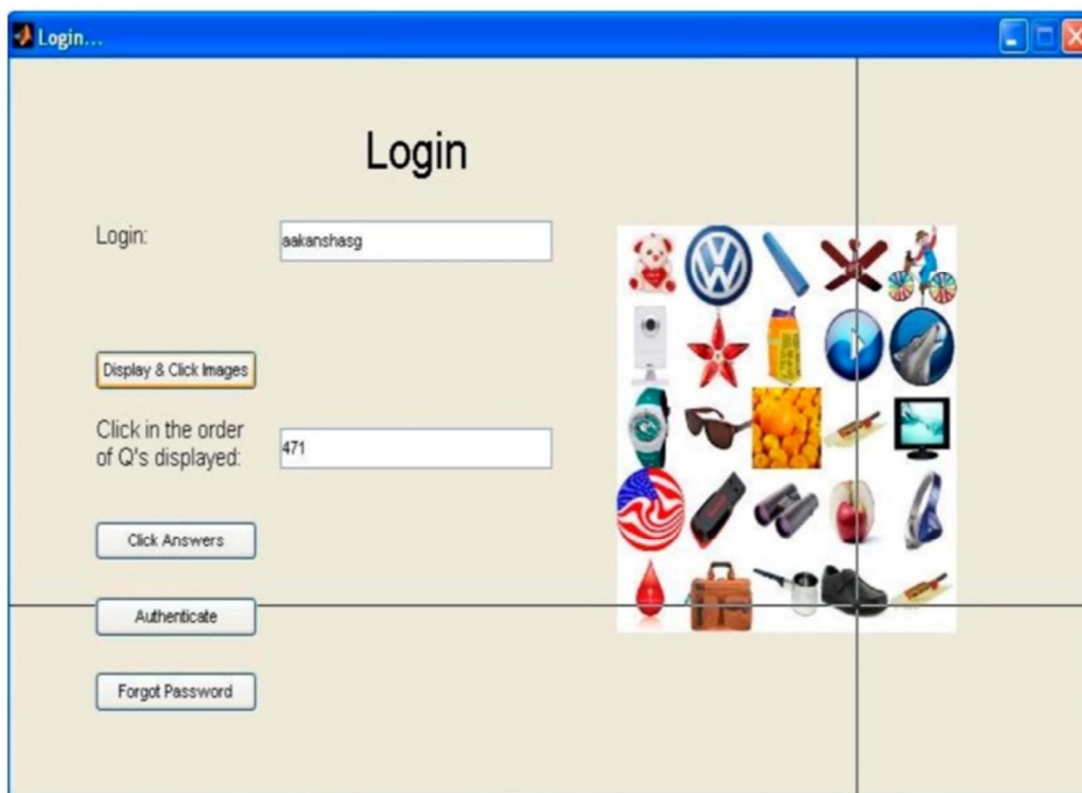 Login...
Login
Login:
aakanshasg
Display & Click Images
Click in the order
of Q's displayed:
471
Click Answers
Authenticate
Forgot Password